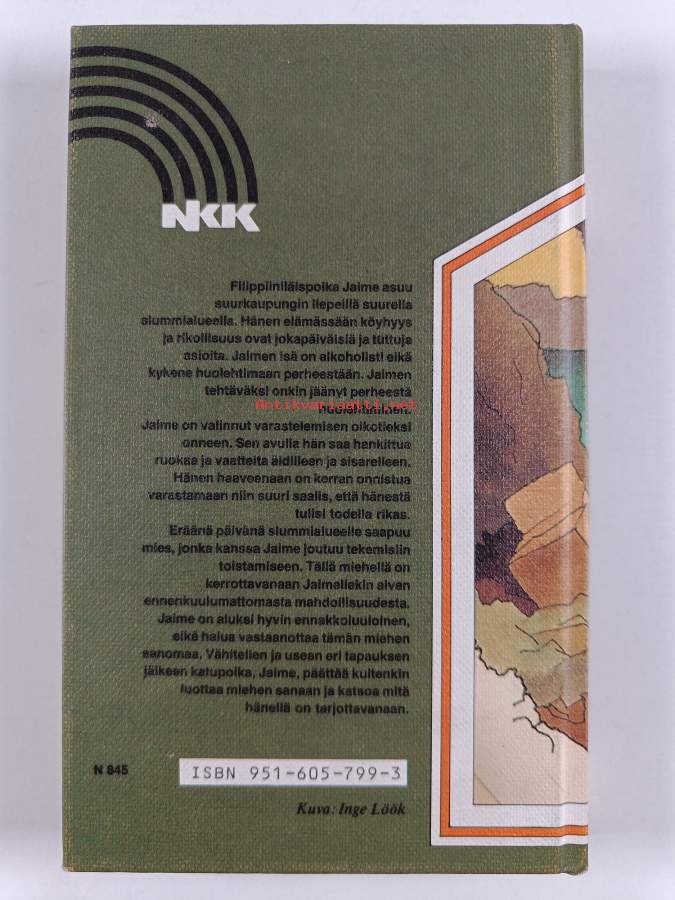 NKK
Filippiiniläispoika Jaime asuu
suurkaupungin liepeillä suurella
slummialueella. Hänen elämässään köyhyys
ja rikollisuus ovat jokapäiväisiä ja tuttuja
asioita. Jaimen isä on alkoholisti eikä
kykene huolehtimaan perheestään. Jaimen
tehtäväksi onkin jäänyt perheestä
Antikvariaatti.net
huolehtiminen.
Jaime on valinnut varastelemisen oikotieksi
onneen. Sen avulla hän saa hankittua
ruokaa ja vaatteita äidilleen ja sisarelleen.
Hänen haaveenaan on kerran onnistua
varastamaan niin suuri saalis, että hänestä
tulisi todella rikas.
Eräänä päivänä slummialueelle saapuu
mies, jonka kanssa Jaime joutuu tekemisiin
toistamiseen. Tällä miehellä on
kerrottavanaan Jaimellekin aivan
ennenkuulumattomasta mahdollisuudesta.
Jaime on aluksi hyvin ennakkoluuloinen,
eikä halua vastaanottaa tämän miehen
sanomaa. Vähitellen ja usean eri tapauksen
jälkeen katupoika, Jaime, päättää kuitenkin
luottaa miehen sanaan ja katsoa mitä
hänellä on tarjottavanaan.
N 845
ISBN 951-605-799-3
Kuva: Inge Löök